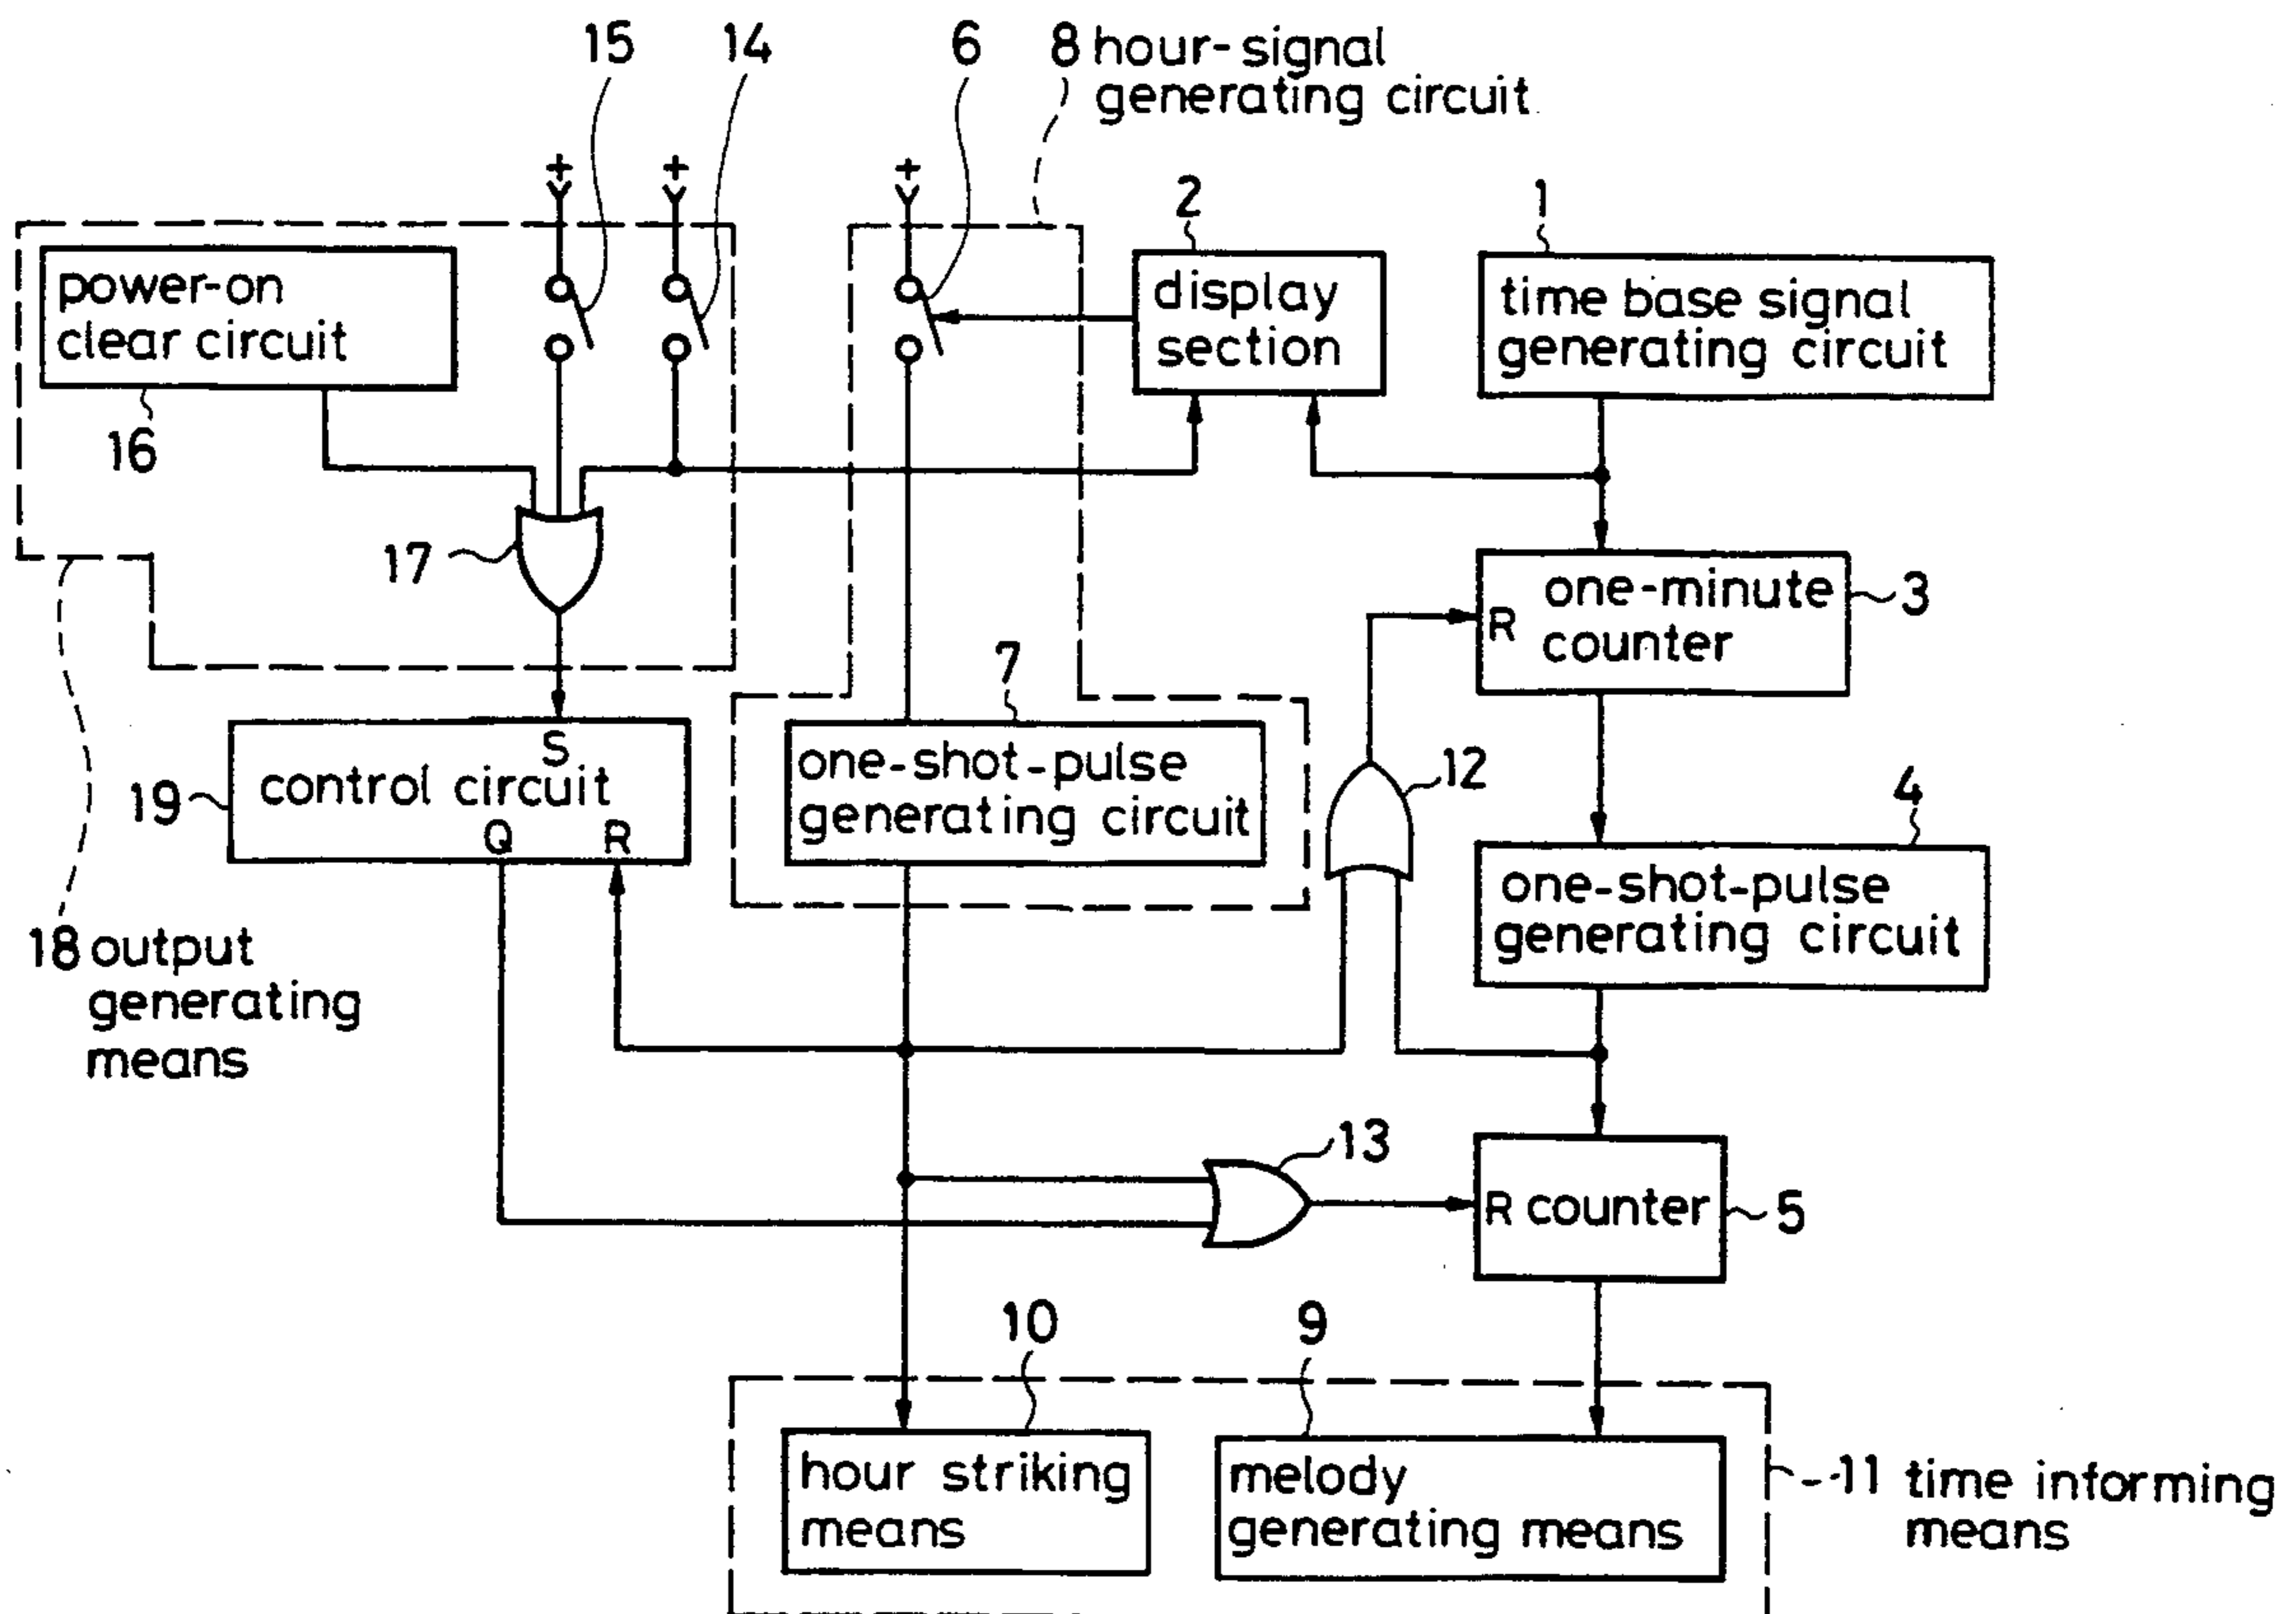 15
14
6
8 hour-signal
generating circuit
+
+
+
2
1
power-on
clear circuit
display
section
time base signal
generating circuit
16
17
one-minute
counter
R
3
7
S
control circuit
Q
R
19
one-shot-pulse
generating circuit
12
4
one-shot-pulse
generating circuit
18 output
generating
means
13
R counter
5
10
9
hour striking
means
melody
generating means
11 time informing
means